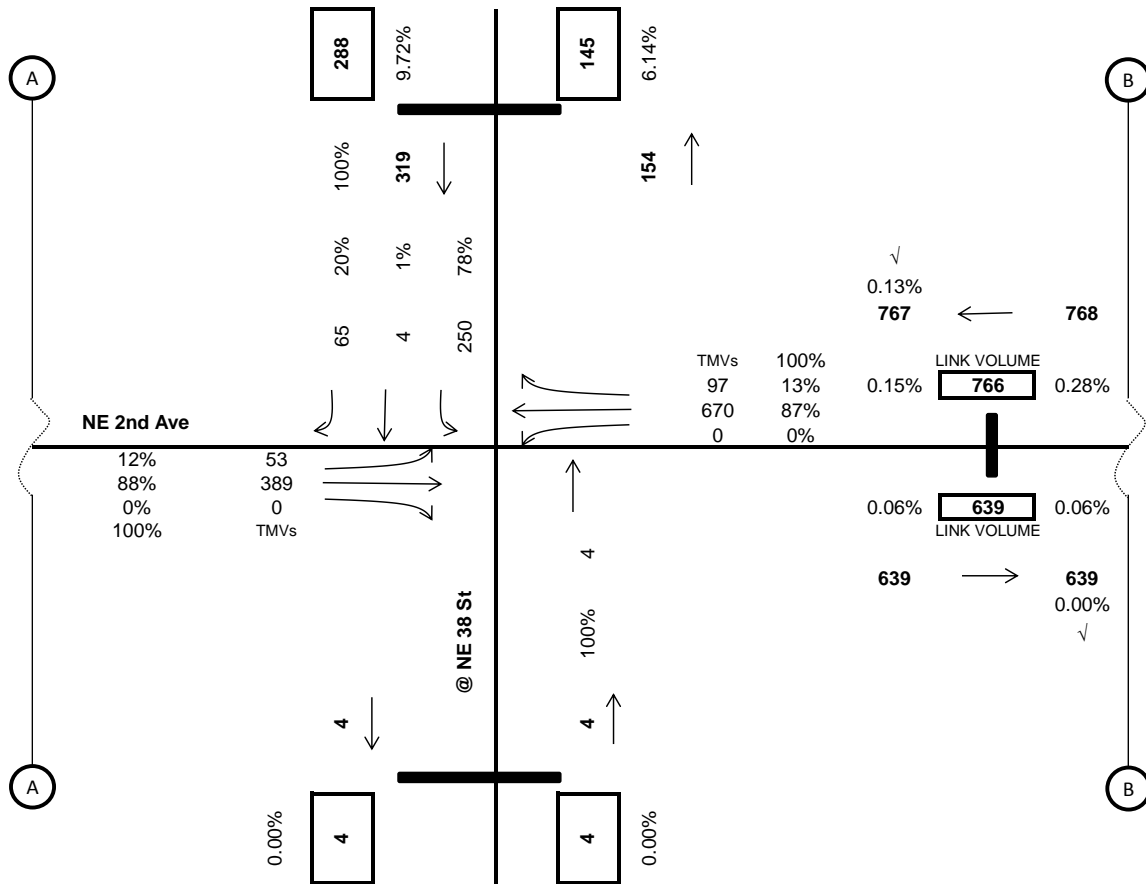 288
9.72%
145
6.14%
A
B
100%
319
154
20%
1%
78%
√
0.13%
767
768
65
4
250
TMVs 100%
97 13%
670 87%
0 0%
LINK VOLUME
0.15% 766 0.28%
NE 2nd Ave
12% 53
88% 389
0% 0
100% TMVs
0.06% 639 0.06%
LINK VOLUME
4
639
639
0.00%
√
100%
@ NE 38 St
4
4
A
B
0.00%
4
4
0.00%